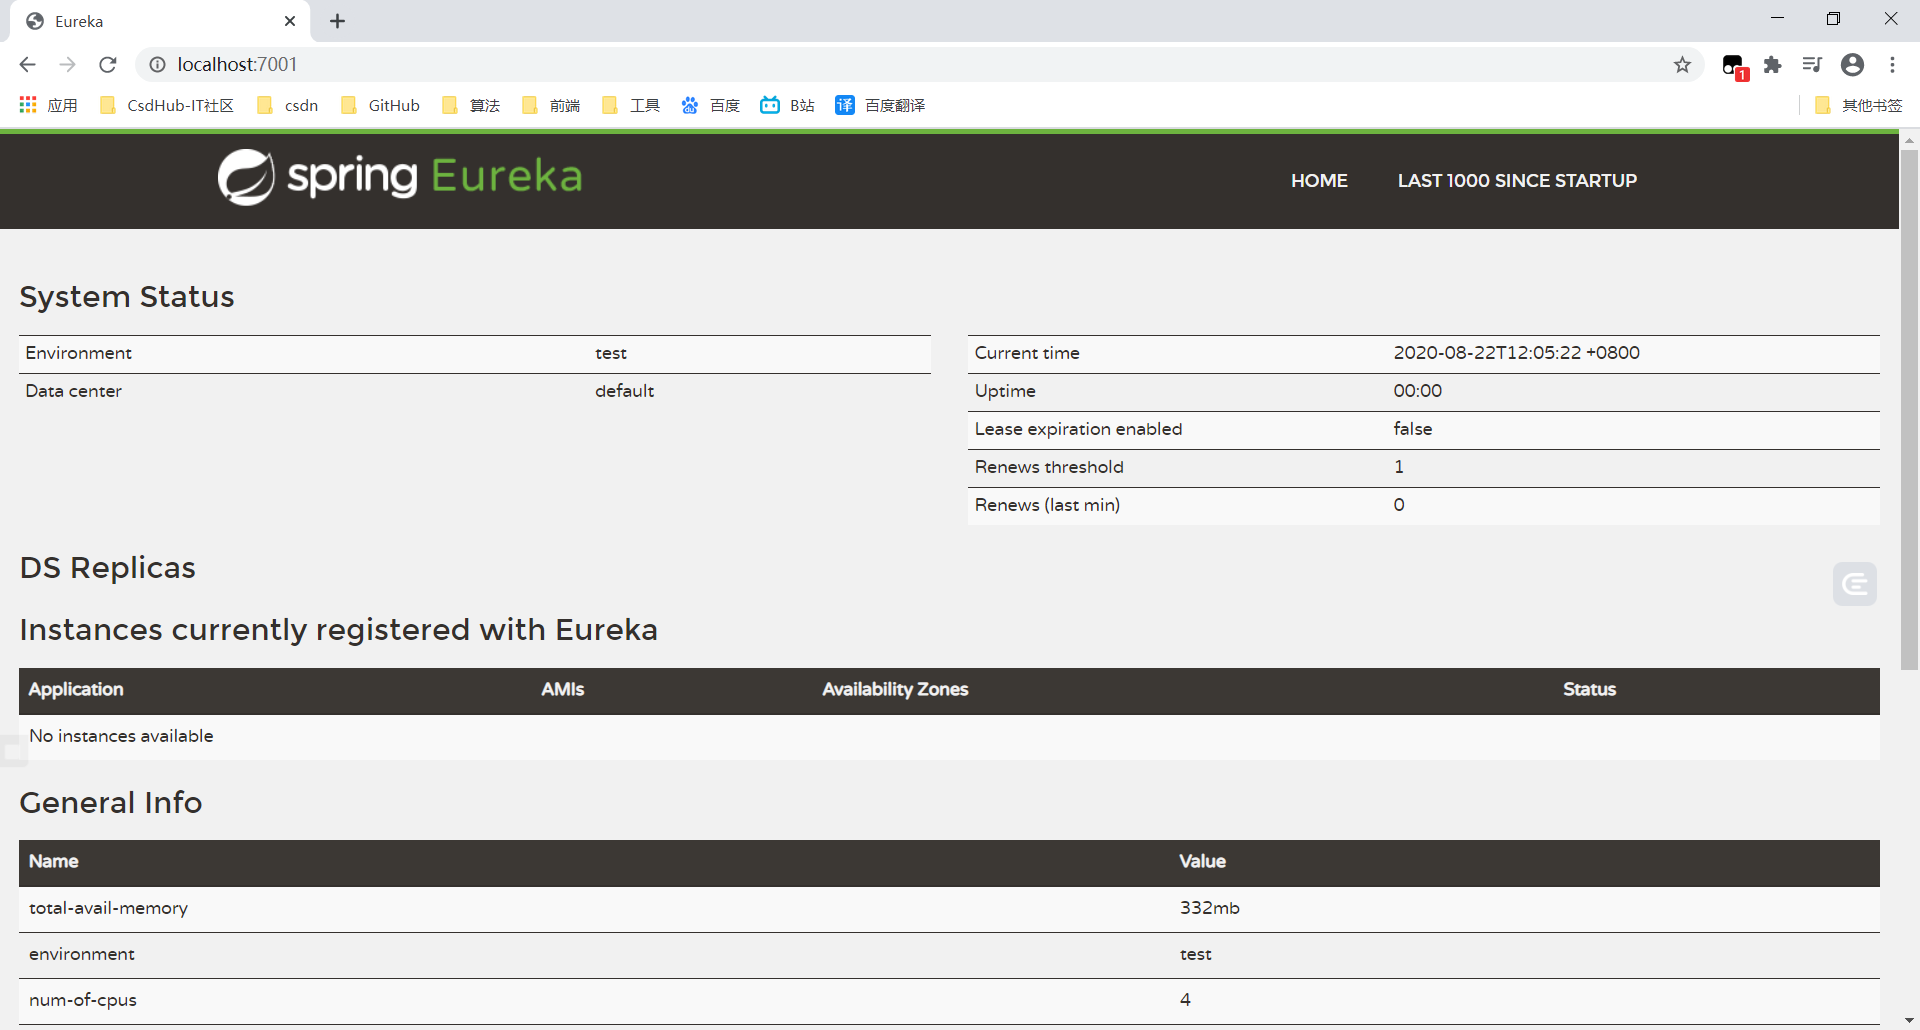 Eureka
localhost:7001
1
应用 CsdHub-IT社区 csdn GitHub 算法 前端 工具 百度 B站 译 百度翻译 其他书签
spring Eureka HOME LAST 1000 SINCE STARTUP
System Status
Environment test
Data center default
Current time 2020-08-22T12:05:22 +0800
Uptime 00:00
Lease expiration enabled false
Renews threshold 1
Renews (last min) 0
DS Replicas
Instances currently registered with Eureka
Application AMIs Availability Zones Status
No instances available
General Info
Name Value
total-avail-memory 332mb
environment test
num-of-cpus 4